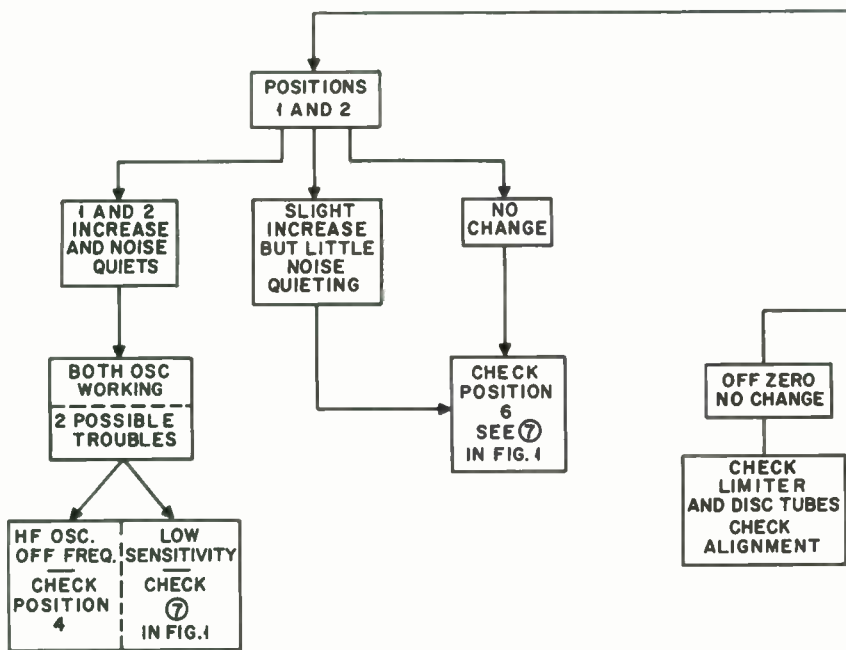 POSITIONS
1 AND 2
1 AND 2
INCREASE
AND NOISE
QUIETS
SLIGHT
INCREASE
BUT LITTLE
NOISE
QUIETING
NO
CHANGE
BOTH OSC
WORKING
2 POSSIBLE
TROUBLES
CHECK
POSITION
6
SEE ⑦
IN FIG. 1
OFF ZERO
NO CHANGE
CHECK
LIMITER
AND DISC TUBES
CHECK
ALIGNMENT
HF OSC.
OFF FREQ.
CHECK
POSITION
4
LOW
SENSITIVITY
CHECK
⑦
IN FIG.1